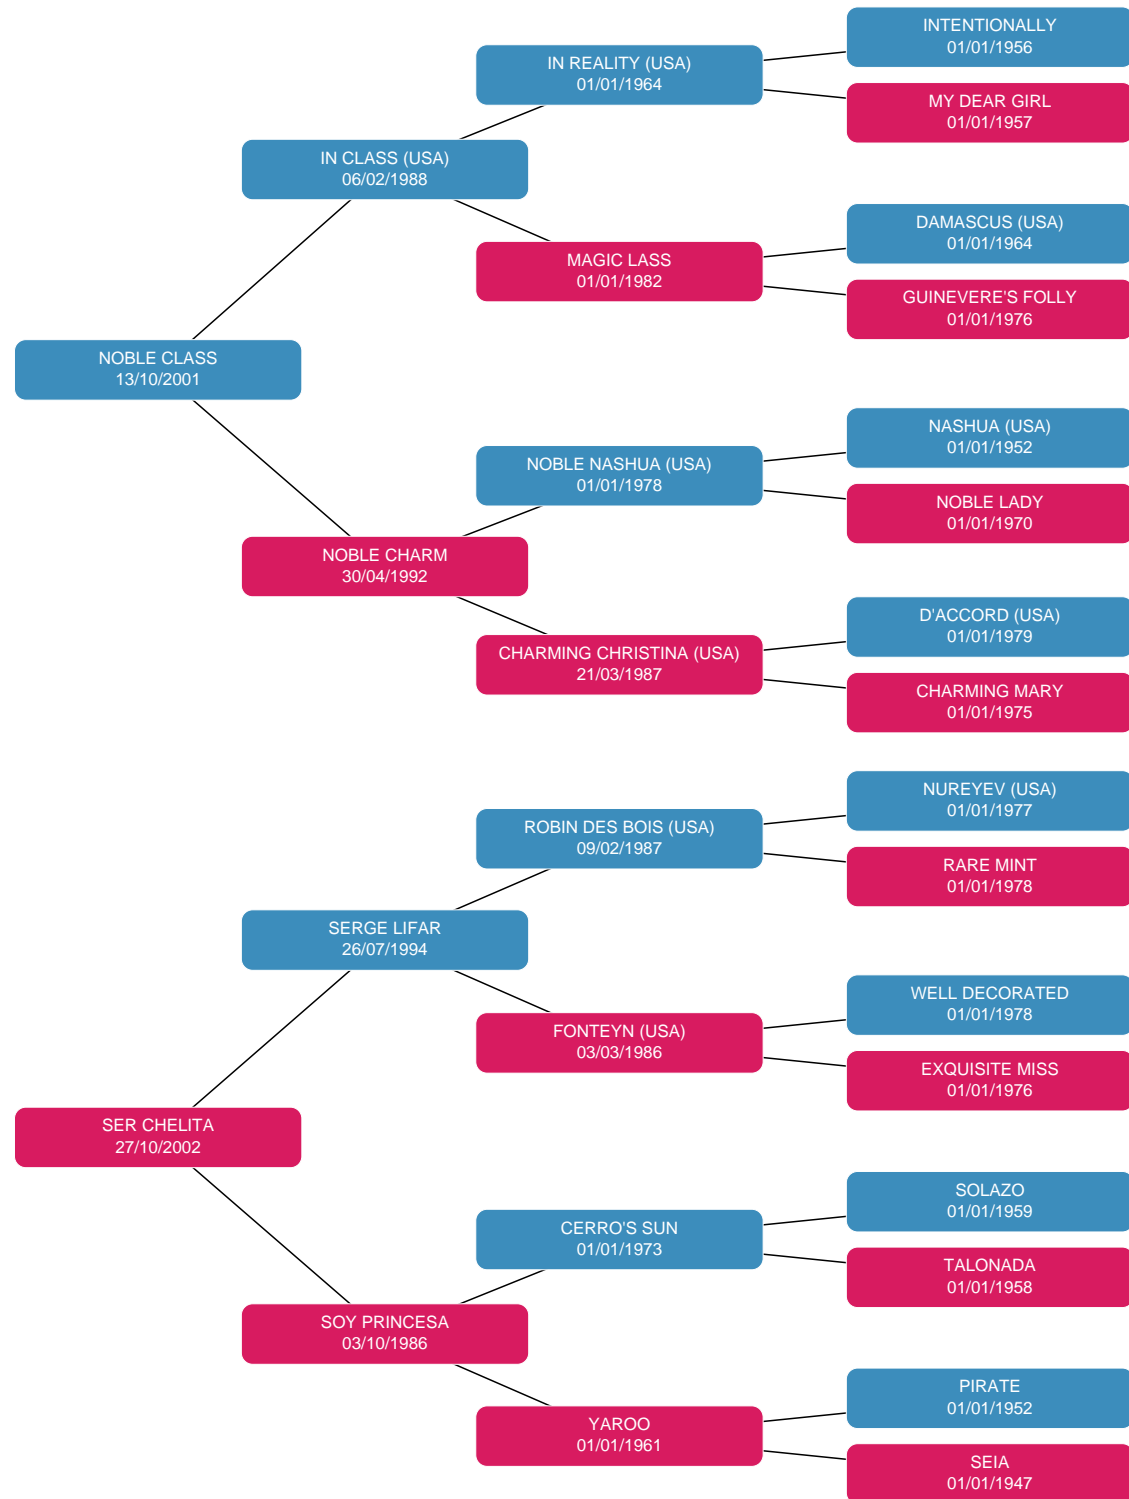 INTENTIONALLY
01/01/1956
IN REALITY (USA)
01/01/1964
MY DEAR GIRL
01/01/1957
IN CLASS (USA)
06/02/1988
DAMASCUS (USA)
01/01/1964
MAGIC LASS
01/01/1982
GUINEVERE'S FOLLY
01/01/1976
NOBLE CLASS
13/10/2001
NASHUA (USA)
01/01/1952
NOBLE NASHUA (USA)
01/01/1978
NOBLE LADY
01/01/1970
NOBLE CHARM
30/04/1992
D'ACCORD (USA)
01/01/1979
CHARMING CHRISTINA (USA)
21/03/1987
CHARMING MARY
01/01/1975
NUREYEV (USA)
01/01/1977
ROBIN DES BOIS (USA)
09/02/1987
RARE MINT
01/01/1978
SERGE LIFAR
26/07/1994
WELL DECORATED
01/01/1978
FONTEYN (USA)
03/03/1986
EXQUISITE MISS
01/01/1976
SER CHELITA
27/10/2002
SOLAZO
01/01/1959
CERRO'S SUN
01/01/1973
TALONADA
01/01/1958
SOY PRINCESA
03/10/1986
PIRATE
01/01/1952
YAROO
01/01/1961
SEIA
01/01/1947